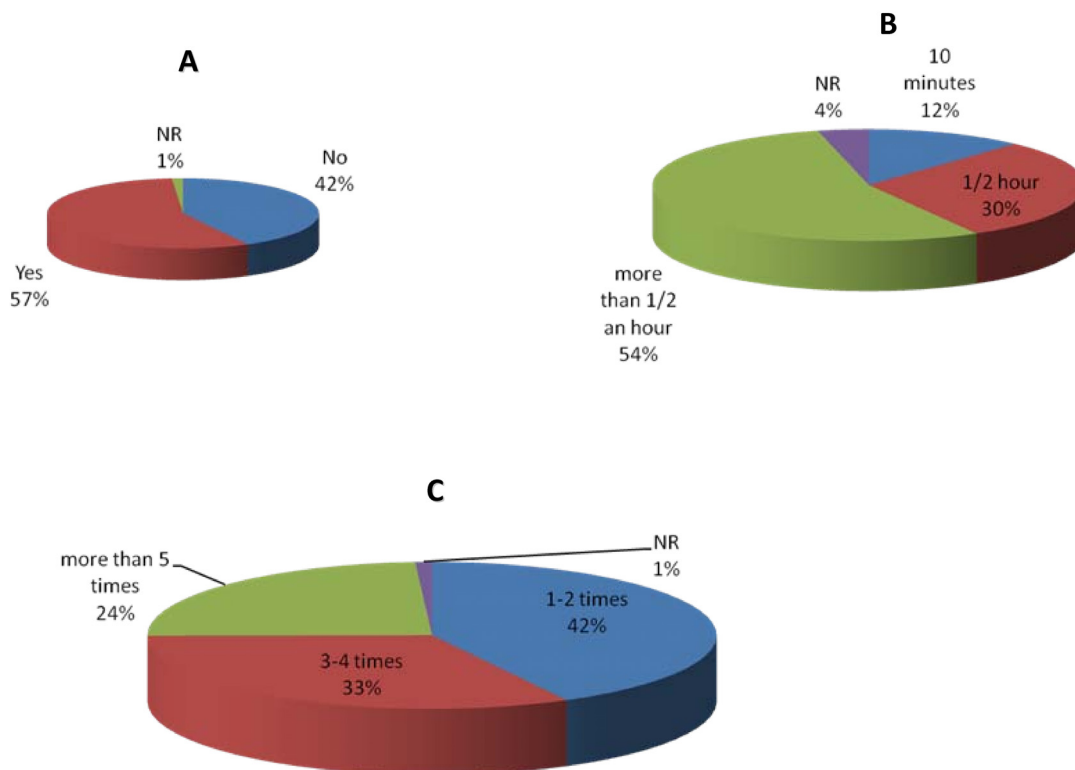 A
NR
1%
No
42%
Yes
57%
B
NR
4%
10
minutes
12%
1/2 hour
30%
more
than 1/2
an hour
54%
C
more than 5
times
24%
NR
1%
1-2 times
42%
3-4 times
33%